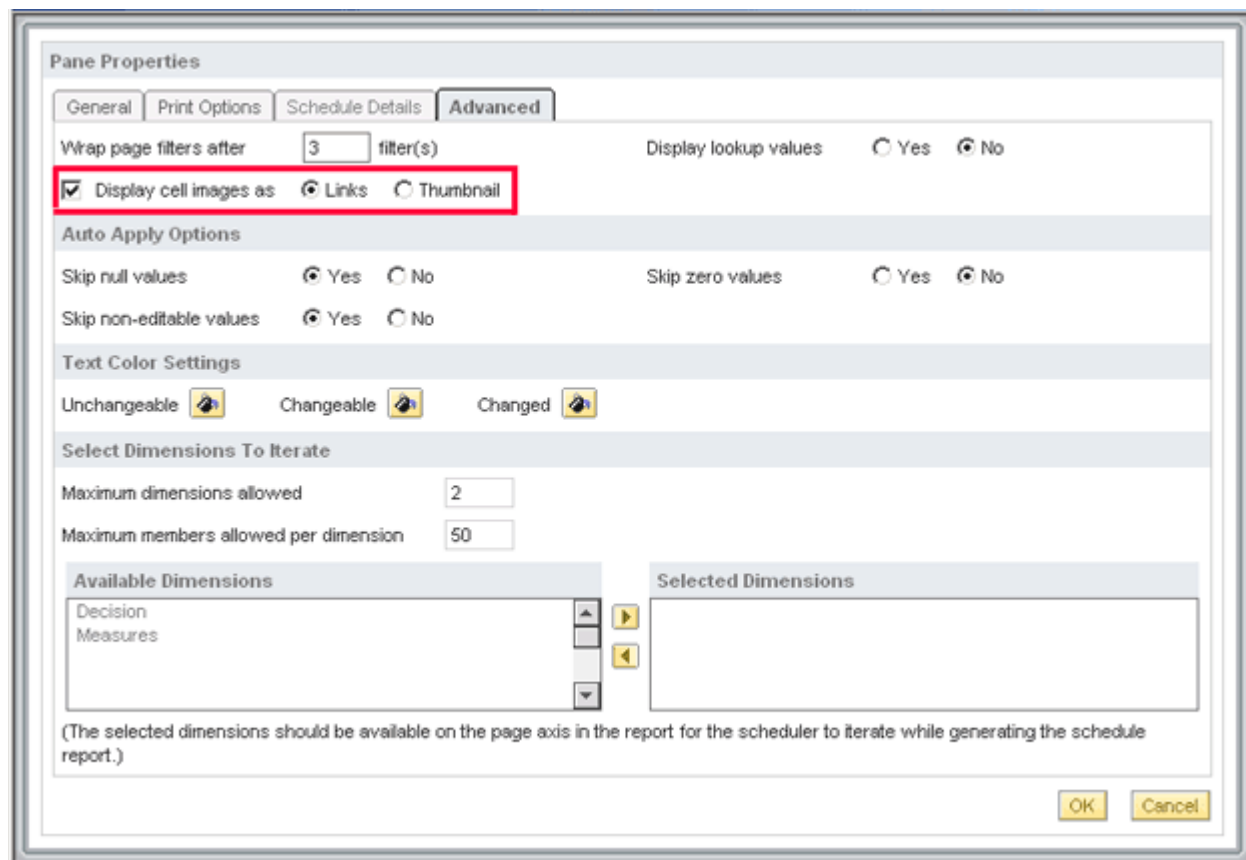 Pane Properties
General Print Options Schedule Details Advanced
Wrap page filters after 3 filter(s) Display lookup values Yes No
Display cell images as Links Thumbnail
Auto Apply Options
Skip null values Yes No Skip zero values Yes No
Skip non-editable values Yes No
Text Color Settings
Unchangeable Changeable Changed
Select Dimensions To Iterate
Maximum dimensions allowed 2
Maximum members allowed per dimension 50
Available Dimensions Selected Dimensions
Decision
Measures
(The selected dimensions should be available on the page axis in the report for the scheduler to iterate while generating the schedule
report.)
OK Cancel